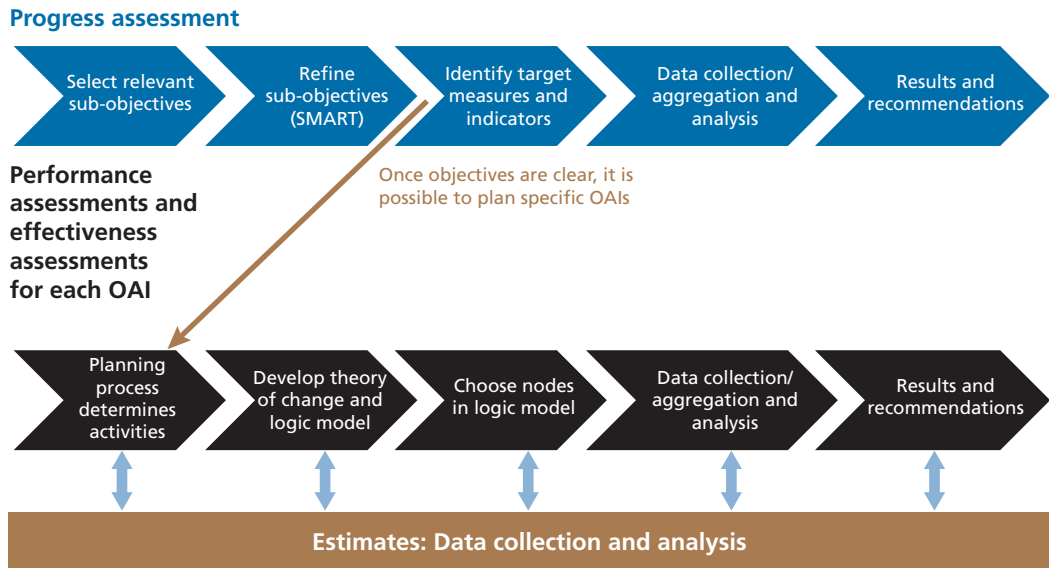 Progress assessment
Select relevant
sub-objectives
Refine
sub-objectives
(SMART)
Identify target
measures and
indicators
Data collection/
aggregation and
analysis
Results and
recommendations
Once objectives are clear, it is
possible to plan specific OAIs
Performance
assessments and
effectiveness
assessments
for each OAI
Planning
process
determines
activities
Develop theory
of change and
logic model
Choose nodes
in logic model
Data collection/
aggregation and
analysis
Results and
recommendations
Estimates: Data collection and analysis